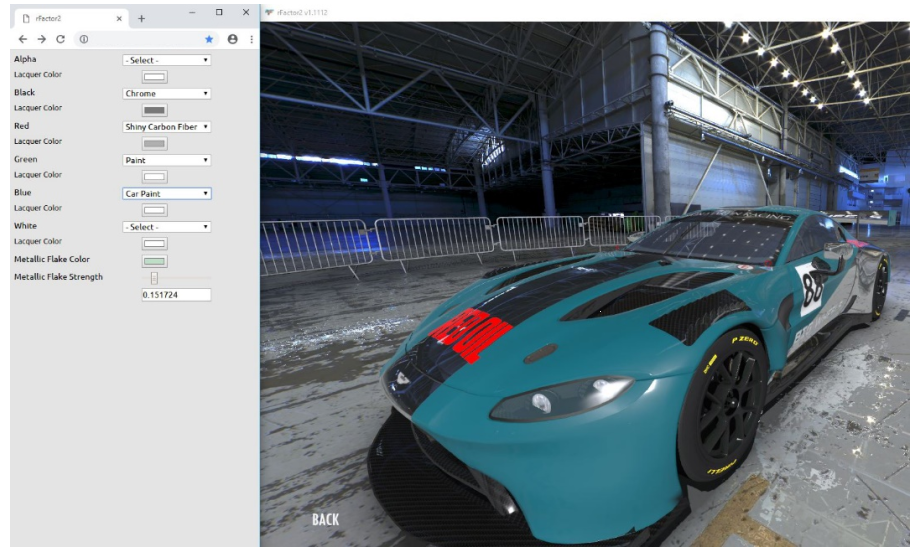 rFactor2
Alpha
- Select -
Lacquer Color
Black
Chrome
Lacquer Color
Red
Shiny Carbon Fiber
Lacquer Color
Green
Paint
Lacquer Color
Blue
Car Paint
Lacquer Color
White
- Select -
Lacquer Color
Metallic Flake Color
Metallic Flake Strength
0.151724
rFactor2 v1.1112
88
P ZERO
BACK